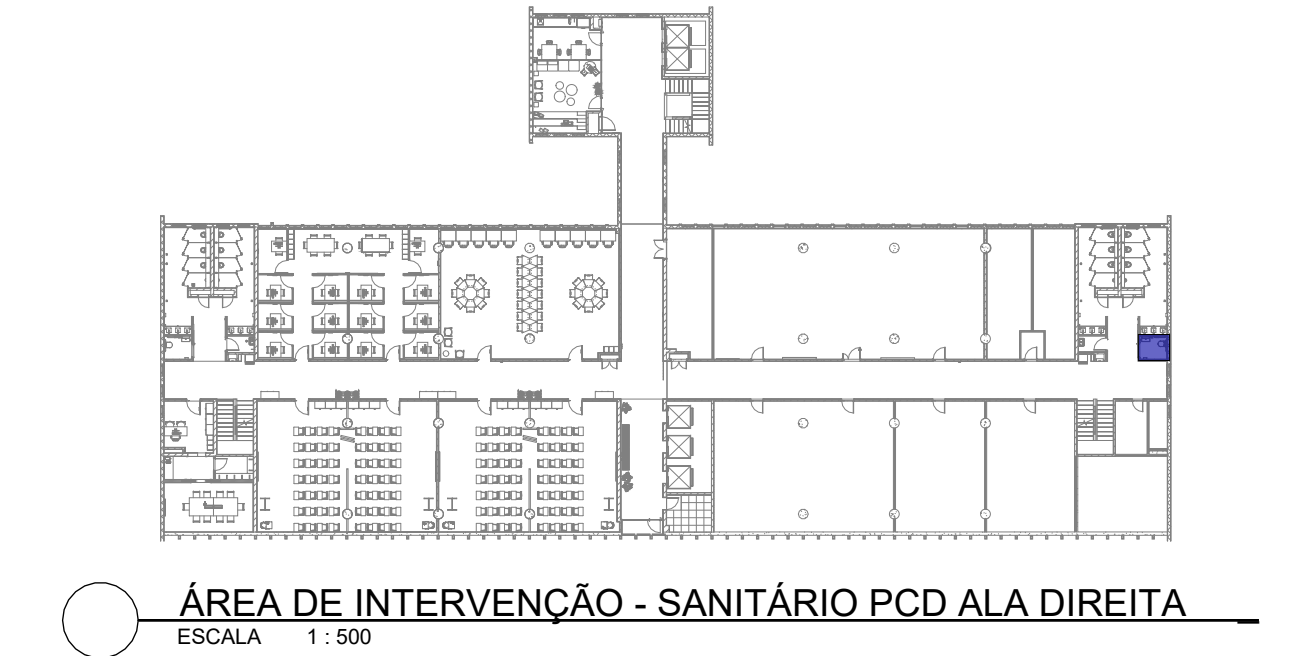 ÁREA DE INTERVENÇÃO - SANITÁRIO PCD ALA DIREITA
ESCALA 1 : 500